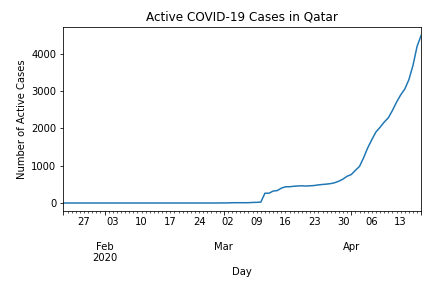 Active COVID-19 Cases in Qatar
Number of Active Cases
4000
3000
2000
1000
0
27 03 10 17 24 02 09 16 23 30 06 13
Feb Mar Apr
2020
Day